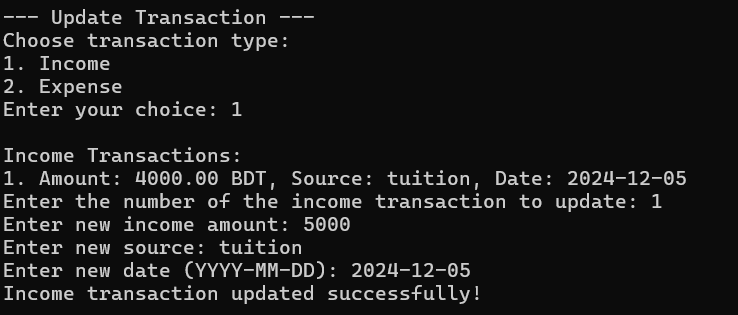 --- Update Transaction ---
Choose transaction type:
1. Income
2. Expense
Enter your choice: 1
Income Transactions:
1. Amount: 4000.00 BDT, Source: tuition, Date: 2024-12-05
Enter the number of the income transaction to update: 1
Enter new income amount: 5000
Enter new source: tuition
Enter new date (YYYY-MM-DD): 2024-12-05
Income transaction updated successfully!